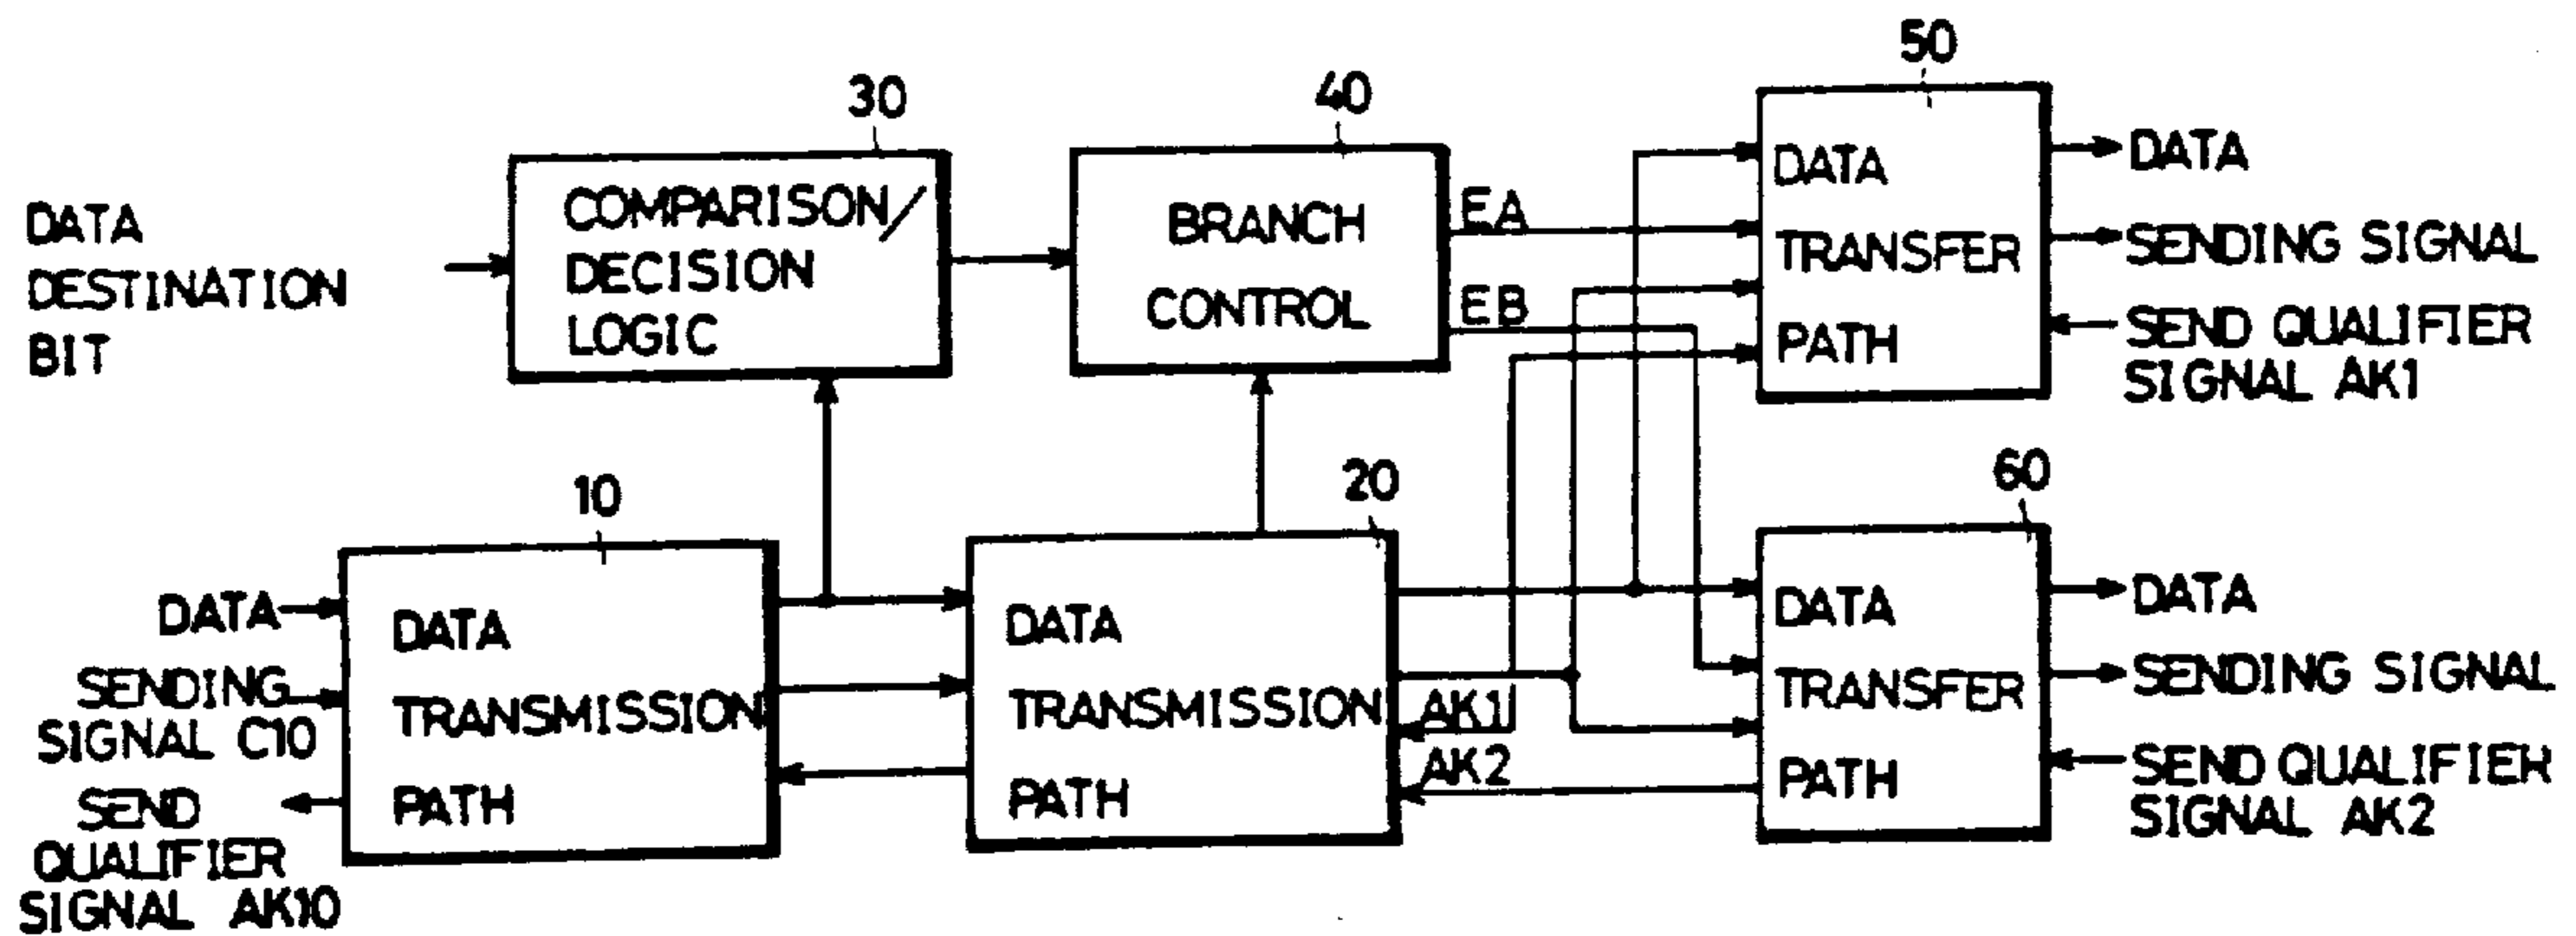 50
30
40
DATA
DESTINATION
BIT
COMPARISON/
DECISION
LOGIC
BRANCH
CONTROL
EA
EB
DATA
TRANSFER
PATH
DATA
SENDING SIGNAL
SEND QUALIFIER
SIGNAL AK1
10
20
60
DATA
SENDING
SIGNAL C10
SEND
QUALIFIER
SIGNAL AK10
DATA
TRANSMISSION
PATH
DATA
TRANSMISSION
PATH
AK1
AK2
DATA
TRANSFER
PATH
DATA
SENDING SIGNAL
SEND QUALIFIER
SIGNAL AK2